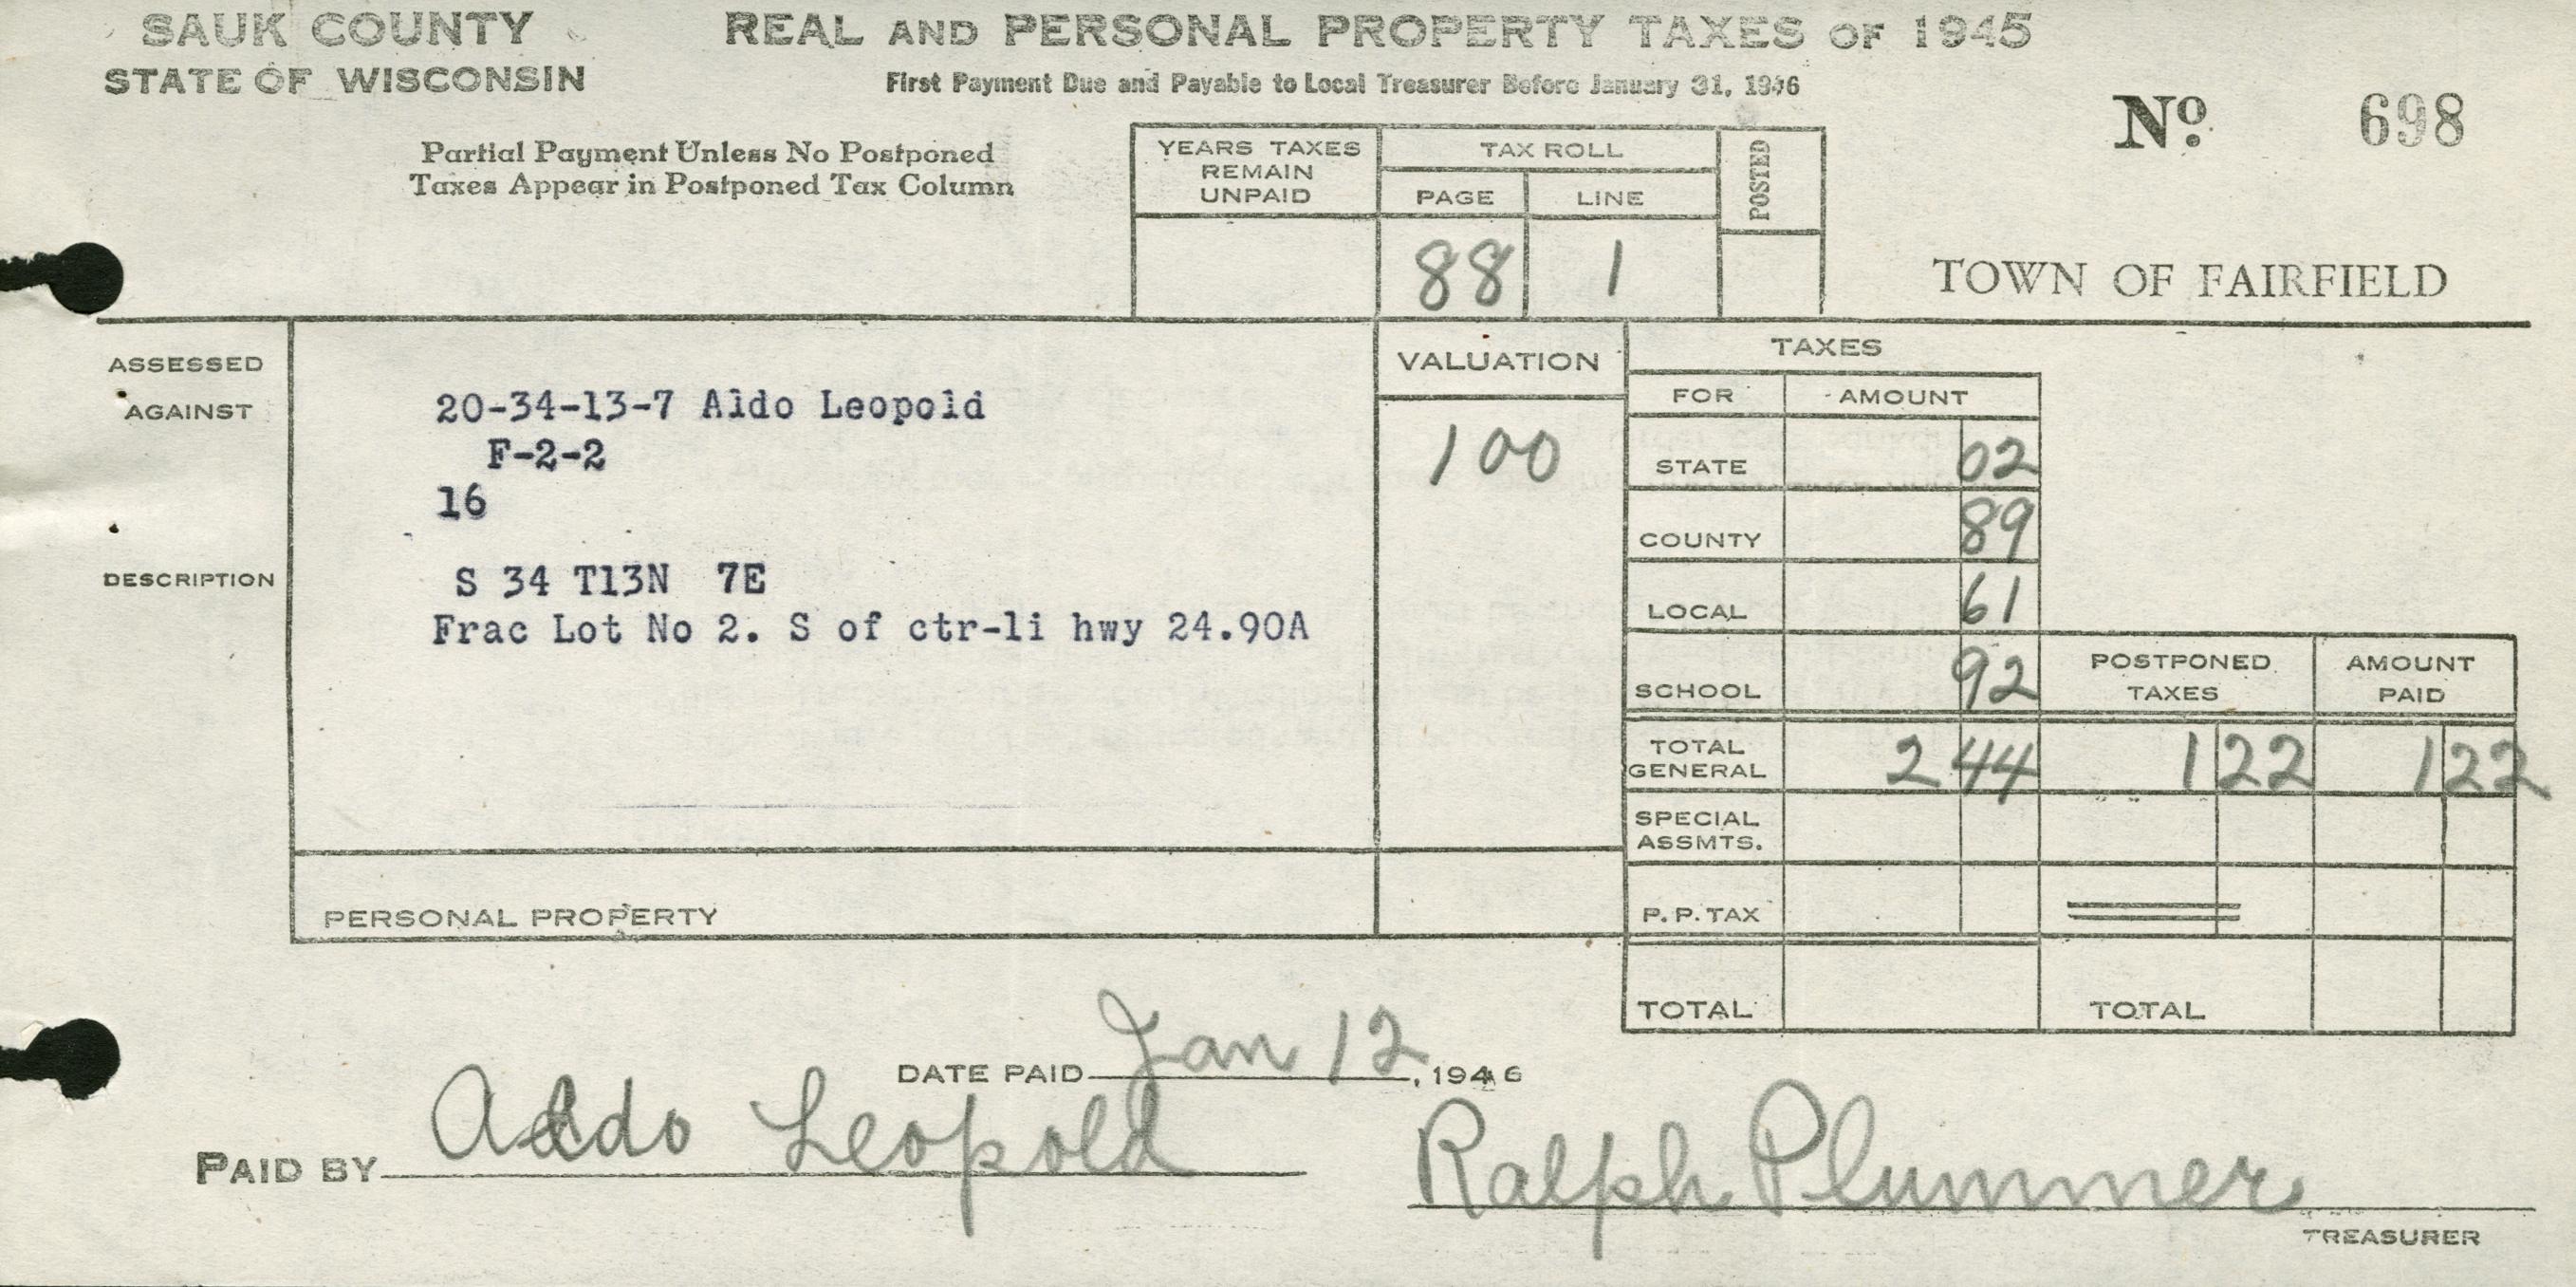 SAUK COUNTY
STATE OF WISCONSIN
REAL AND PERSONAL PROPERTY TAXES OF 1945
First Payment Due and Payable to Local Treasurer Before January 31, 1946
Nº 698
Partial Payment Unless No Postponed
Taxes Appear in Postponed Tax Column
YEARS TAXES REMAIN UNPAID
TAX ROLL
PAGE
LINE
POSTED
88
1
TOWN OF FAIRFIELD
ASSESSED
AGAINST
20-34-13-7 Aldo Leopold
F-2-2
16
DESCRIPTION
S 34 T13N 7E
Frac Lot No 2. S of ctr-li hwy 24.90A
PERSONAL PROPERTY
VALUATION
100
TAXES
FOR
AMOUNT
STATE 02
COUNTY 89
LOCAL 61
SCHOOL 92
POSTPONED TAXES
AMOUNT PAID
TOTAL GENERAL 2 44 1 22 1 22
SPECIAL ASSMTS.
P. P. TAX
TOTAL
TOTAL
DATE PAID Jan 12, 1946
PAID BY Aldo Leopold
Ralph Plummer
TREASURER